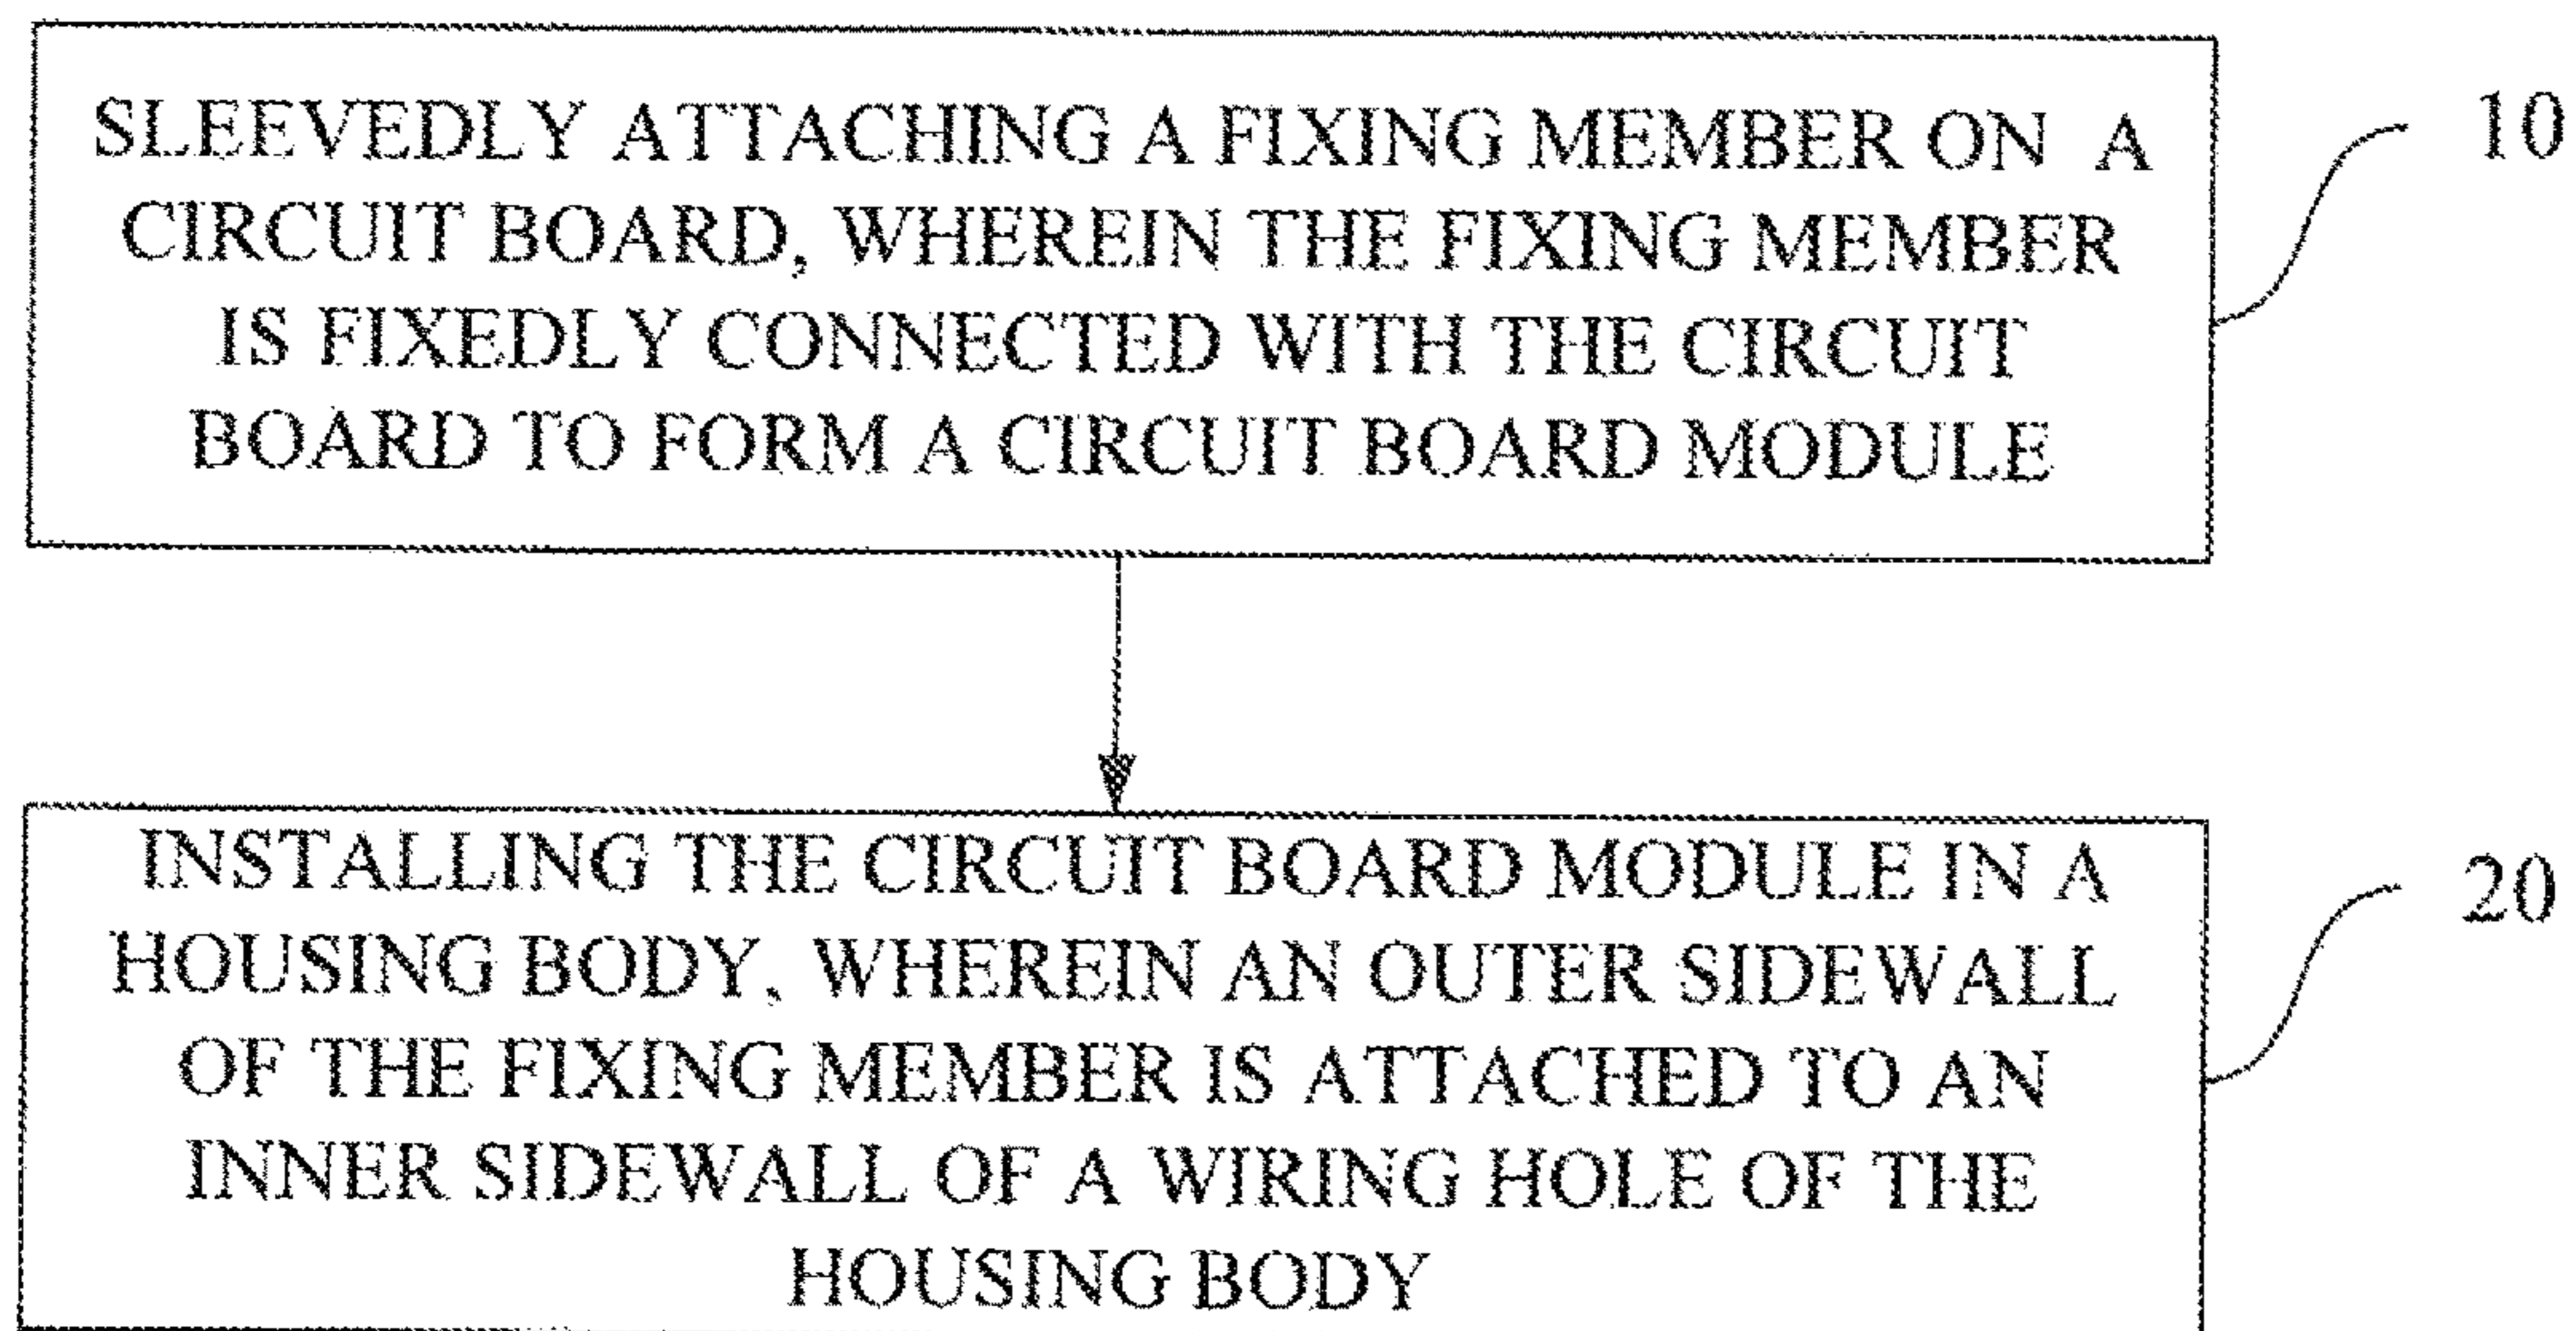 SLEEVEDLY ATTACHING A FIXING MEMBER ON A
CIRCUIT BOARD, WHEREIN THE FIXING MEMBER
IS FIXEDLY CONNECTED WITH THE CIRCUIT
BOARD TO FORM A CIRCUIT BOARD MODULE
10
INSTALLING THE CIRCUIT BOARD MODULE IN A
HOUSING BODY, WHEREIN AN OUTER SIDEWALL
OF THE FIXING MEMBER IS ATTACHED TO AN
INNER SIDEWALL OF A WIRING HOLE OF THE
HOUSING BODY
20